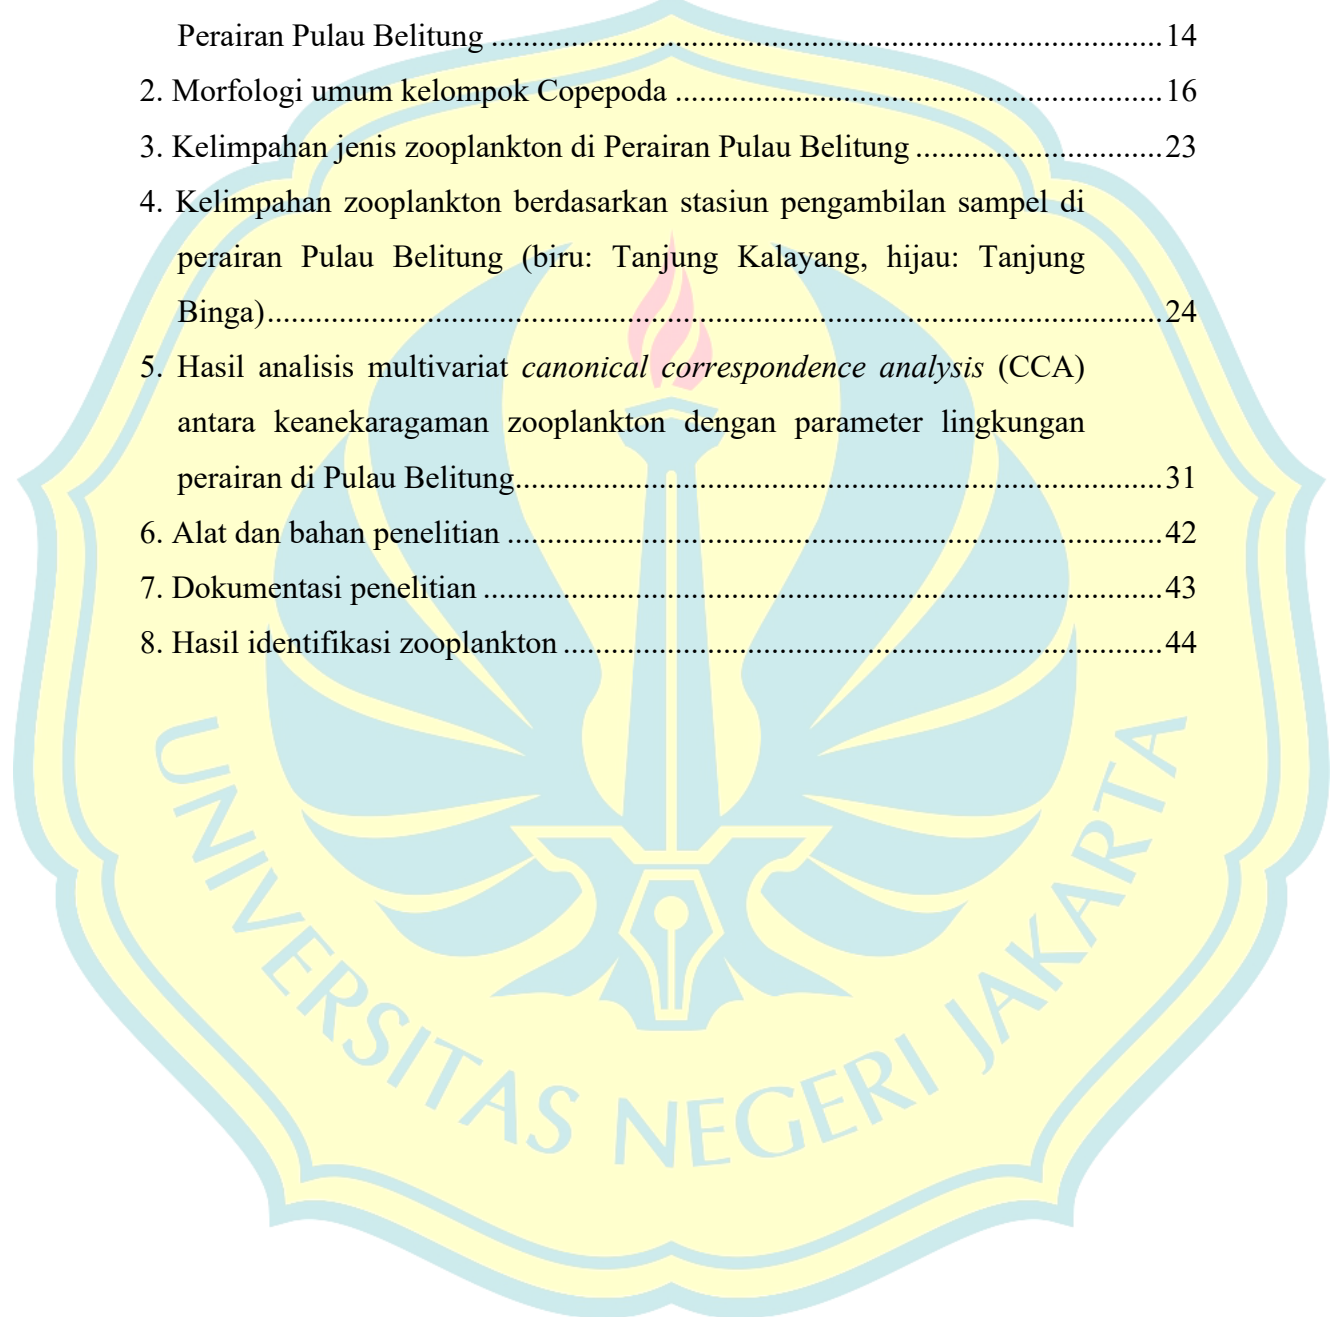 Perairan Pulau Belitung ....................................................................................14
2. Morfologi umum kelompok Copepoda .............................................................16
3. Kelimpahan jenis zooplankton di Perairan Pulau Belitung ...............................23
4. Kelimpahan zooplankton berdasarkan stasiun pengambilan sampel di
perairan Pulau Belitung (biru: Tanjung Kalayang, hijau: Tanjung
Binga)..................................................................................................................24
5. Hasil analisis multivariat canonical correspondence analysis (CCA)
antara keanekaragaman zooplankton dengan parameter lingkungan
perairan di Pulau Belitung.................................................................................31
6. Alat dan bahan penelitian ..................................................................................42
7. Dokumentasi penelitian .....................................................................................43
8. Hasil identifikasi zooplankton ...........................................................................44
UNIVERSITAS NEGERI JAKARTA